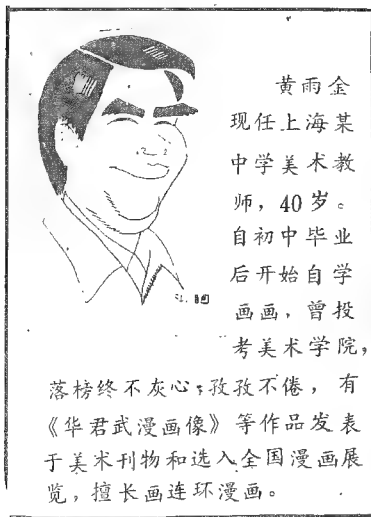 黄雨金
现任上海某
中学美术教
师，40岁。
自初中毕业
后开始自学
画画，曾投
考美术学院，
落榜终不灰心；孜孜不倦，有
《华君武漫画像》等作品发表
于美术刊物和选入全国漫画展
览，擅长画连环漫画。